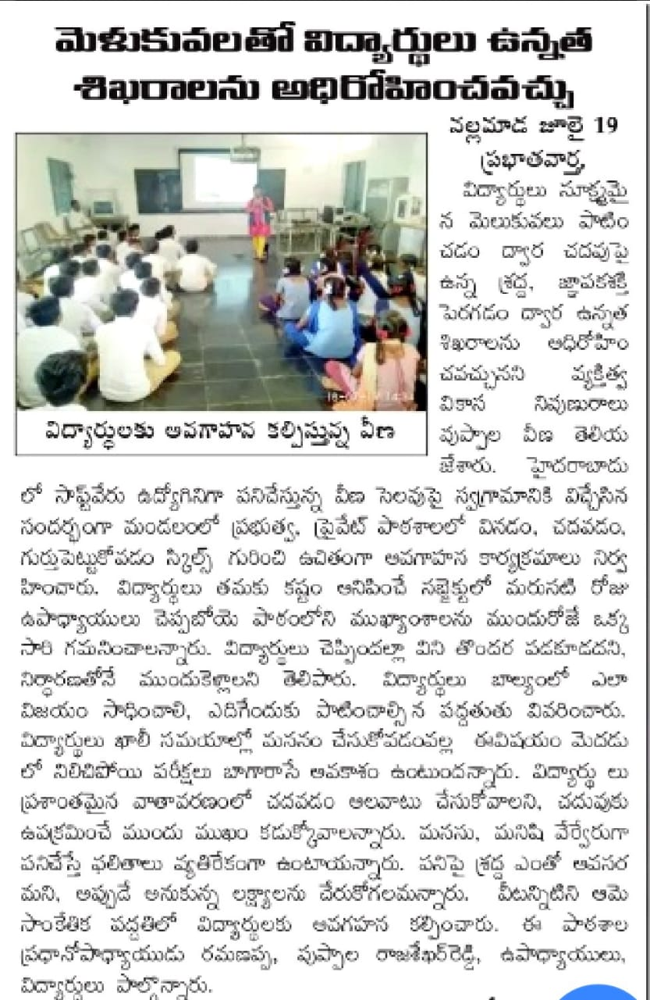 మెళుకువలతో విద్యార్థులు ఉన్నత
శిఖరాలను అధిరోహించవచ్చు
నల్లమాడ జూలై 19
ప్రభాతవార్త,
విద్యార్థులు సూక్ష్మమై
న మెలుకువలు పాటిం
చడం ద్వార చదవుపై
ఉన్న శ్రద్ద, జ్ఞాపకశక్తి
పెరగడం ద్వార ఉన్నత
శిఖరాలను అధిరోహిం
చవచ్చునని వ్యక్తిత్వ
వికాస నిపుణురాలు
వుప్పాల వీణ తెలియ
జేశారు. హైదరాబాదు
విద్యార్థులకు అవగాహన కల్పిస్తున్న వీణ
లో సాఫ్ట్‌వేరు ఉద్యోగినిగా పనిచేస్తున్న వీణ సెలవుపై స్వగ్రామానికి విచ్చేసిన
సందర్భంగా మండలంలో ప్రభుత్వ, ప్రైవేట్ పాఠశాలలో వినడం, చదవడం,
గుర్తుపెట్టుకోవడం స్కిల్స్ గురించి ఉచితంగా అవగాహన కార్యక్రమాలు నిర్వ
హించారు. విద్యార్థులు తమకు కష్టం అనిపించే సబ్జెక్టులో మరుసటి రోజు
ఉపాధ్యాయులు చెప్పబోయె పాఠంలోని ముఖ్యాంశాలను ముందురోజే ఒక్క
సారి గమనించాలన్నారు. విద్యార్థులు చెప్పిందల్లా విని తొందర పడకూడదని,
నిర్ధారణతోనే ముందుకెళ్లాలని తెలిపారు. విద్యార్థులు బాల్యంలో ఎలా
విజయం సాధించాలి, ఎదిగేందుకు పాటించాల్సిన పద్దతుతు వివరించారు.
విద్యార్థులు ఖాలీ సమయాల్లో మననం చేసుకోవడంవల్ల ఈవిషయం మెదడు
లో నిలిచిపోయి పరీక్షలు బాగారాసే అవకాశం ఉంటుందన్నారు. విద్యార్థు లు
ప్రశాంతమైన వాతావరణంలో చదవడం అలవాటు చేసుకోవాలని, చదువుకు
ఉపక్రమించే ముందు ముఖం కడుక్కోవాలన్నారు. మనసు, మనిషి వేర్వేరుగా
పనిచేస్తే ఫలితాలు వ్యతిరేకంగా ఉంటాయన్నారు. పనిపై శ్రద్ద ఎంతో అవసర
మని, అప్పుడే అనుకున్న లక్ష్యాలను చేరుకోగలమన్నారు. వీటన్నిటిని ఆమె
సాంకేతిక పద్దతిలో విద్యార్థులకు అవగహన కల్పించారు. ఈ పాఠశాల
ప్రధానోపాధ్యాయుడు రమణప్ప, వుప్పాల రాజశేఖర్‌రెడ్డి, ఉపాధ్యాయులు,
విద్యార్థులు పాల్గొన్నారు.